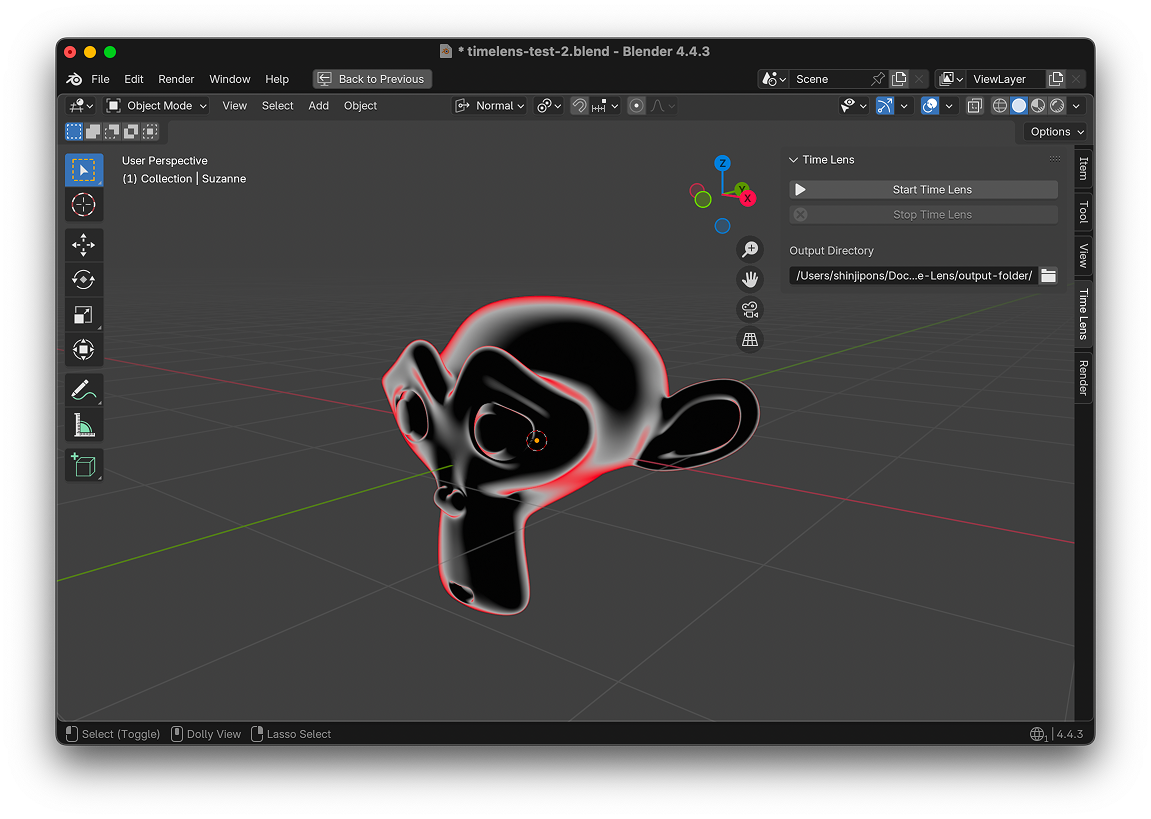 * timelens-test-2.blend - Blender 4.4.3
File Edit Render Window Help Back to Previous Scene ViewLayer
Object Mode View Select Add Object Normal
Options
User Perspective
(1) Collection | Suzanne
Z
Y
X
Time Lens
Start Time Lens
Stop Time Lens
Output Directory
/Users/shinjipons/Doc...e-Lens/output-folder/
Item
Tool
View
Time Lens
Render
Select (Toggle) Dolly View Lasso Select 1 | 4.4.3